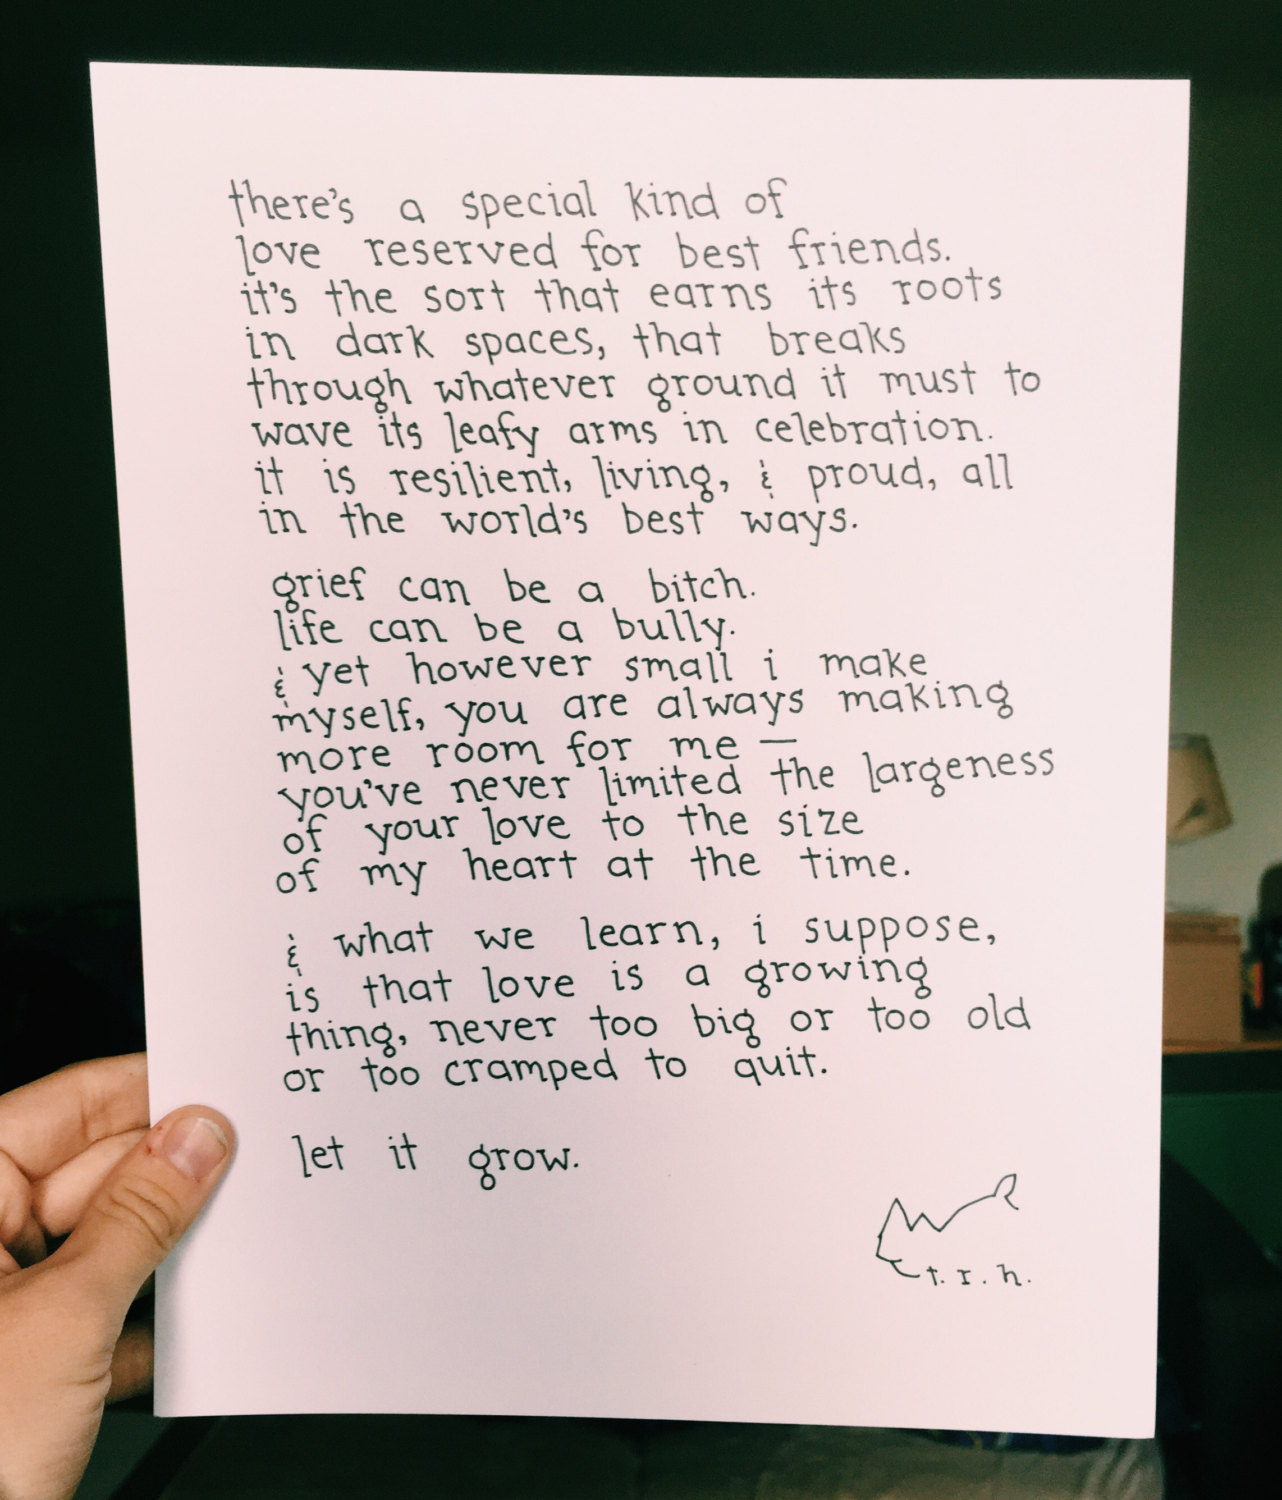 there's a special kind of
love reserved for best friends.
it's the sort that earns its roots
in dark spaces, that breaks
through whatever ground it must to
wave its leafy arms in celebration.
it is resilient, living, & proud, all
in the world's best ways.
grief can be a bitch.
life can be a bully.
& yet however small i make
myself, you are always making
more room for me —
you've never limited the largeness
of your love to the size
of my heart at the time.
& what we learn, i suppose,
is that love is a growing
thing, never too big or too old
or too cramped to quit.
let it grow.
t.r.h.